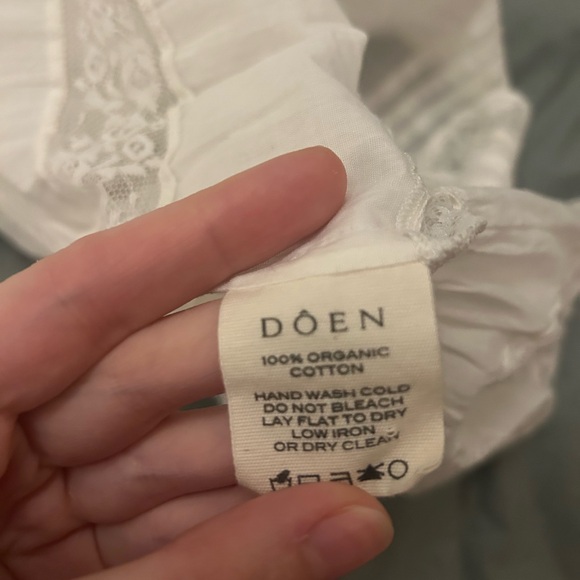 DÔEN
100% ORGANIC
COTTON
HAND WASH COLD
DO NOT BLEACH
LAY FLAT TO DRY
LOW IRON
OR DRY CLEAN